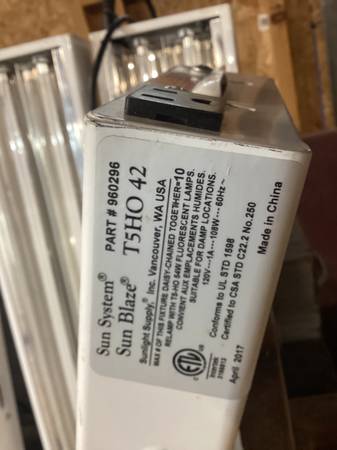 PART # 960296
Sun System®
Sun Blaze® T5HO 42
Sunlight Supply,® Inc. Vancouver, WA USA
MAX # OF THIS FIXTURE DAISY-CHAINED TOGETHER=10
RELAMP WITH T5-HO 54W FLUORESCENT LAMPS.
CONVIENT AUX EMPLACEMENTS HUMIDES.
SUITABLE FOR DAMP LOCATIONS.
120V~1A~108W~60Hz~
Conforms to UL STD 1598
Certified to CSA STD C22.2 No.250
Made in China
ETL
Intertek
April 2017